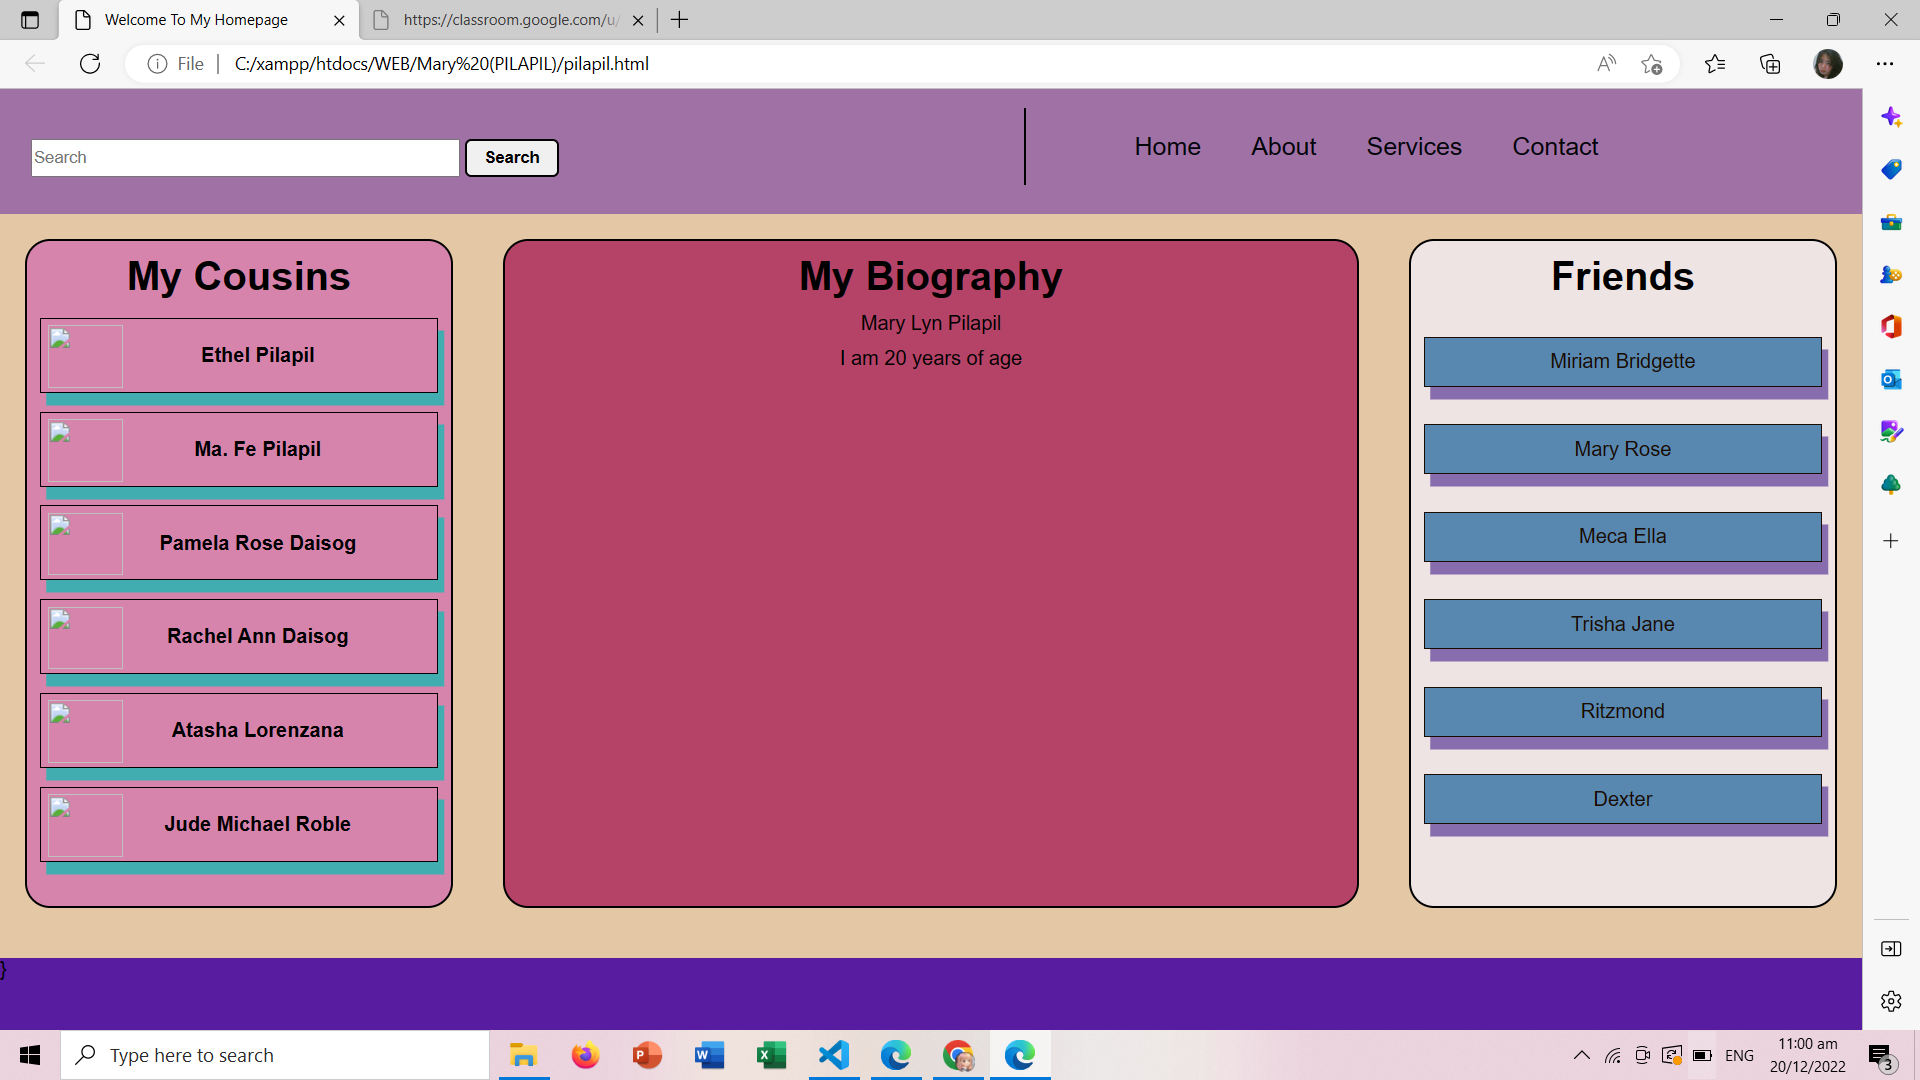 Welcome To My Homepage
https://classroom.google.com/u/
File
C:/xampp/htdocs/WEB/Mary%20(PILAPIL)/pilapil.html
Search
Search
Home
About
Services
Contact
My Cousins
Ethel Pilapil
Ma. Fe Pilapil
Pamela Rose Daisog
Rachel Ann Daisog
Atasha Lorenzana
Jude Michael Roble
My Biography
Mary Lyn Pilapil
I am 20 years of age
Friends
Miriam Bridgette
Mary Rose
Meca Ella
Trisha Jane
Ritzmond
Dexter
}
Type here to search
ENG
11:00 am
20/12/2022
3